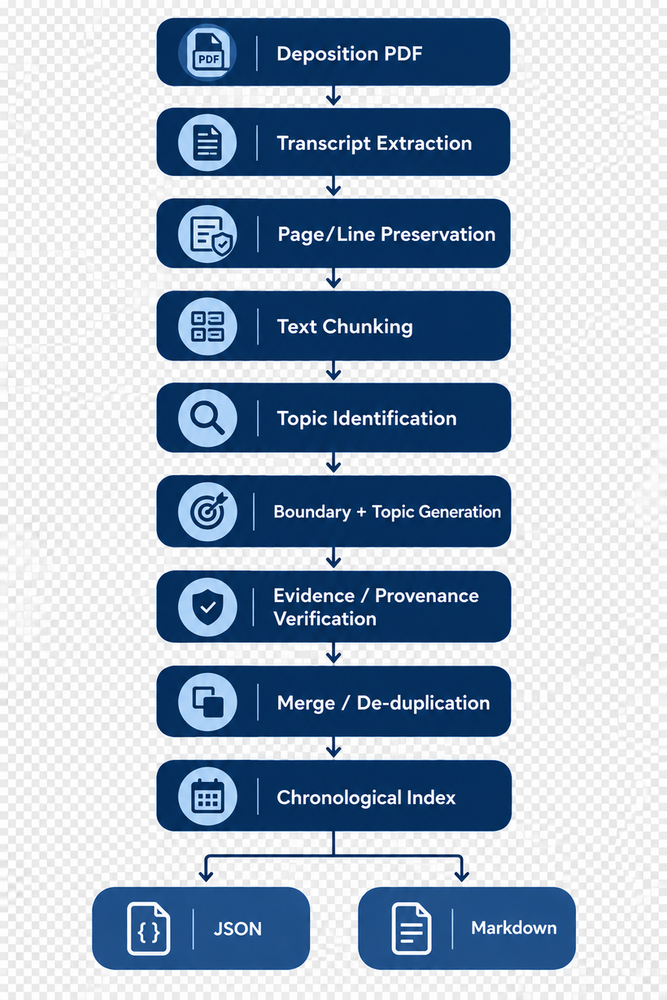 PDF
Deposition PDF
Transcript Extraction
Page/Line Preservation
Text Chunking
Topic Identification
Boundary + Topic Generation
Evidence / Provenance
Verification
Merge / De-duplication
Chronological Index
{ } JSON
Markdown